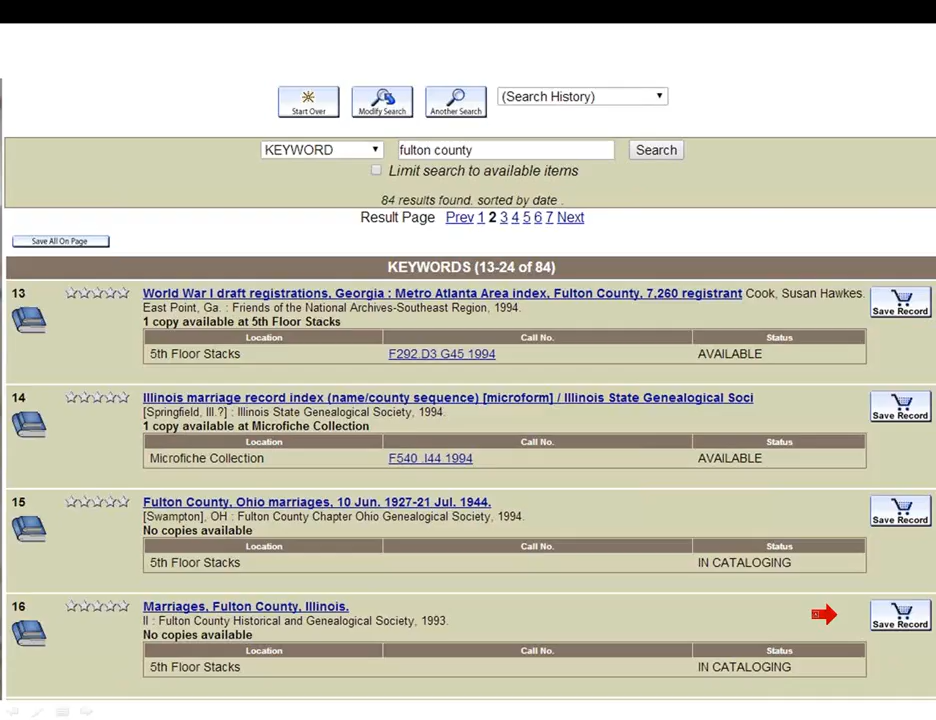 Start Over Modify Search Another Search (Search History)
KEYWORD fulton county Search
Limit search to available items
84 results found. sorted by date .
Result Page Prev 1 2 3 4 5 6 7 Next
Save All On Page
KEYWORDS (13-24 of 84)
13 World War I draft registrations, Georgia : Metro Atlanta Area index, Fulton County, 7,260 registrant Cook, Susan Hawkes.
East Point, Ga. : Friends of the National Archives-Southeast Region, 1994.
1 copy available at 5th Floor Stacks
Save Record
Location Call No. Status
5th Floor Stacks F292.D3 G45 1994 AVAILABLE
14 Illinois marriage record index (name/county sequence) [microform] / Illinois State Genealogical Soci
[Springfield, Ill.?] : Illinois State Genealogical Society, 1994.
1 copy available at Microfiche Collection
Save Record
Location Call No. Status
Microfiche Collection F540 .I44 1994 AVAILABLE
15 Fulton County, Ohio marriages, 10 Jun. 1927-21 Jul. 1944.
[Swampton], OH : Fulton County Chapter Ohio Genealogical Society, 1994.
No copies available
Save Record
Location Call No. Status
5th Floor Stacks IN CATALOGING
16 Marriages, Fulton County, Illinois.
Il : Fulton County Historical and Genealogical Society, 1993.
No copies available
Save Record
Location Call No. Status
5th Floor Stacks IN CATALOGING